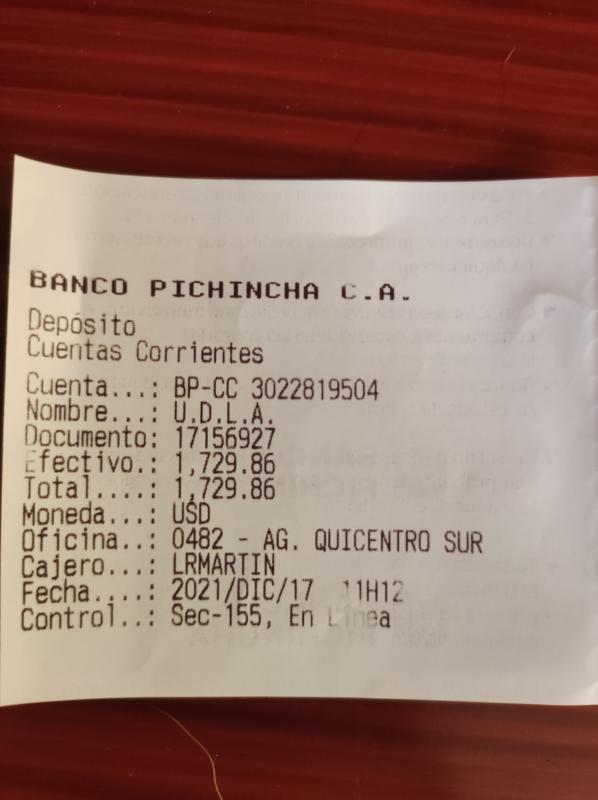 BANCO PICHINCHA C.A.
Depósito
Cuentas Corrientes
Cuenta...: BP-CC 3022819504
Nombre...: U.D.L.A.
Documento: 17156927
Efectivo.: 1,729.86
Total....: 1,729.86
Moneda...: USD
Oficina..: 0482 - AG. QUICENTRO SUR
Cajero...: LRMARTIN
Fecha....: 2021/DIC/17 11H12
Control..: Sec-155, En Línea